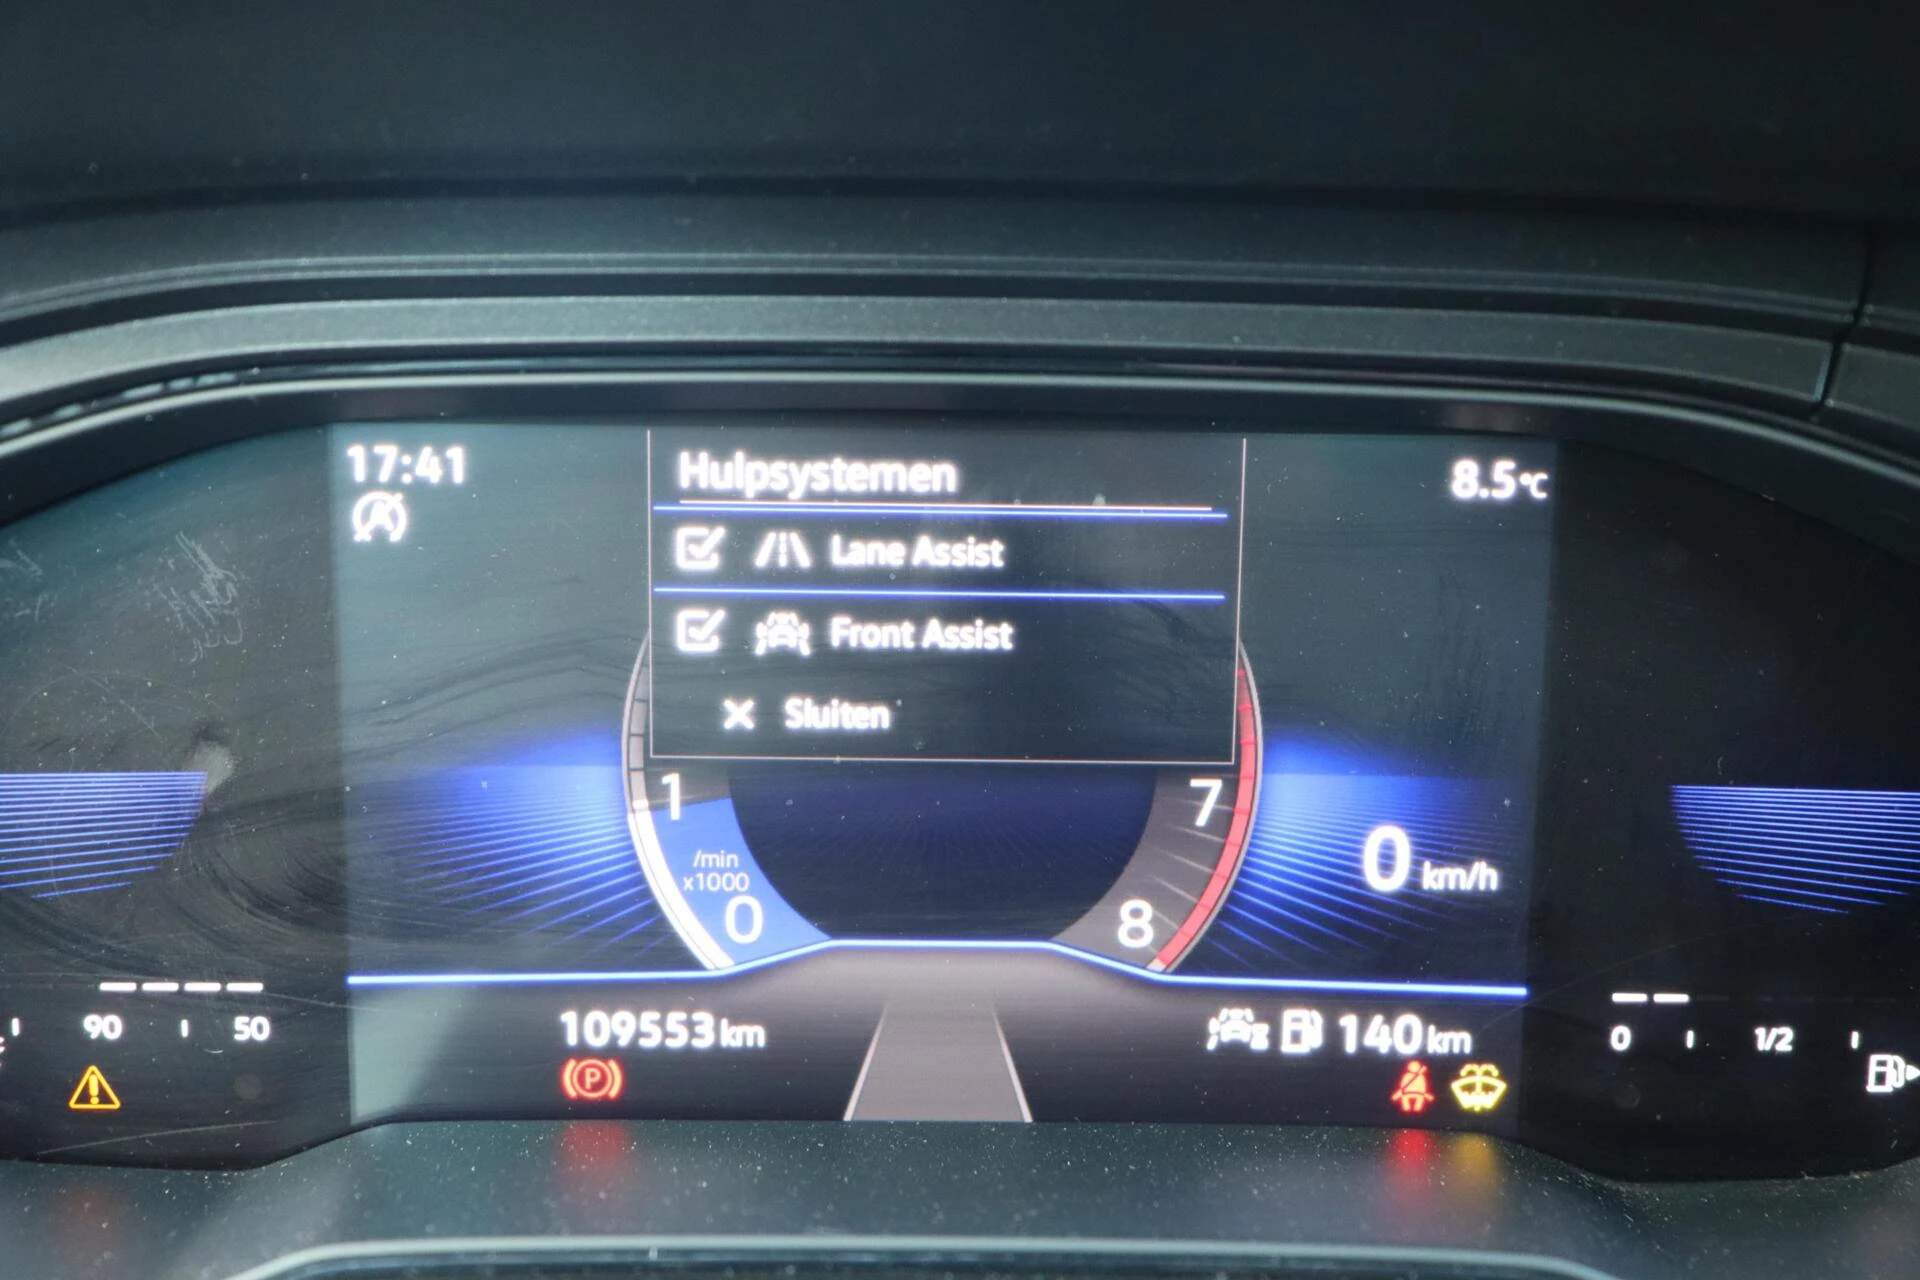 17:41
Hulpsystemen
8.5°C
Lane Assist
Front Assist
Sluiten
1
7
/min
x1000
0
8
0 km/h
90
50
109553 km
140 km
0
1/2
P